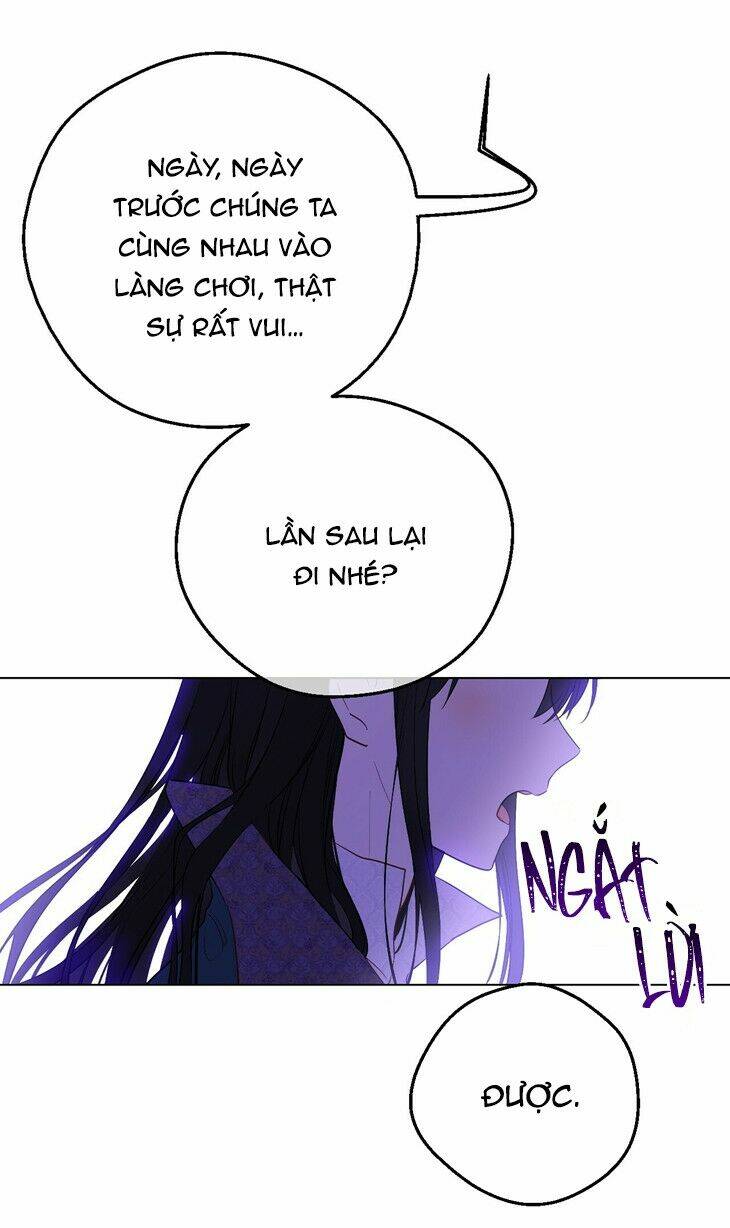 NGÀY, NGÀY
TRƯỚC CHÚNG TA
CÙNG NHAU VÀO
LÀNG CHƠI, THẬT
SỰ RẤT VUI...
LẦN SAU LẠI
ĐI NHÉ?
NGẮT
LỜI
ĐƯỢC.